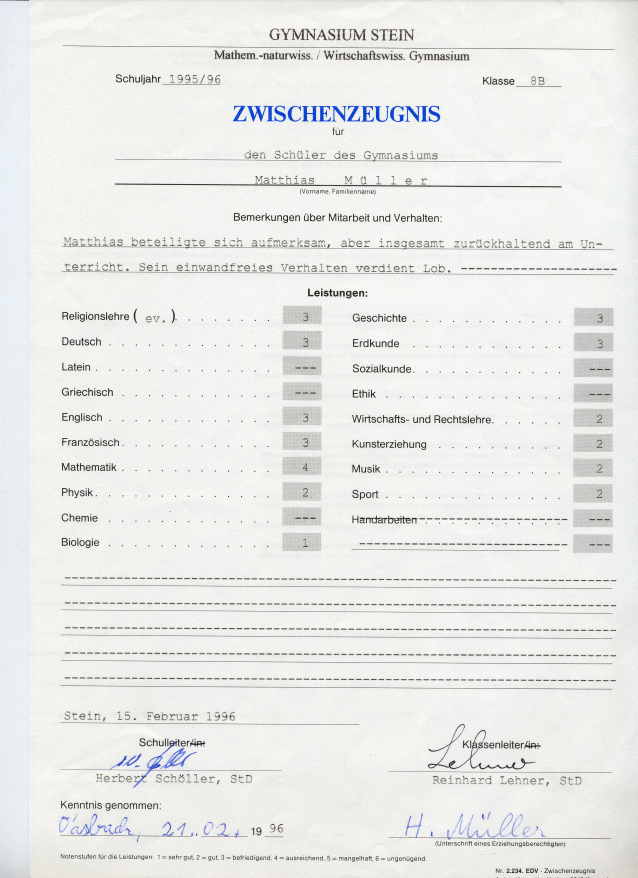 GYMNASIUM STEIN
Mathem.-naturwiss. / Wirtschaftswiss. Gymnasium
Schuljahr 1995/96 Klasse 8B
ZWISCHENZEUGNIS
für
den Schüler des Gymnasiums
Matthias Müller
(Vorname, Familienname)
Bemerkungen über Mitarbeit und Verhalten:
Matthias beteiligte sich aufmerksam, aber insgesamt zurückhaltend am Un-
terricht. Sein einwandfreies Verhalten verdient Lob. ---------------------
Leistungen:
Religionslehre ( ev. ) . . . . . . . 3
Deutsch . . . . . . . . . . . . 3
Latein . . . . . . . . . . . . . ---
Griechisch . . . . . . . . . . . ---
Englisch . . . . . . . . . . . . 3
Französisch . . . . . . . . . . . 3
Mathematik . . . . . . . . . . . 4
Physik . . . . . . . . . . . . . 2
Chemie . . . . . . . . . . . . ---
Biologie . . . . . . . . . . . . 1
Geschichte . . . . . . . . . . . 3
Erdkunde . . . . . . . . . . . . 3
Sozialkunde . . . . . . . . . . . ---
Ethik . . . . . . . . . . . . . ---
Wirtschafts- und Rechtslehre . . . . . . 2
Kunsterziehung . . . . . . . . . . 2
Musik . . . . . . . . . . . . . 2
Sport . . . . . . . . . . . . . 2
Handarbeiten --------------------- ---
----------------------------- ---
Stein, 15. Februar 1996
Schulleiter/in: Klassenleiter/in:
Lehner
Herbert Schöller, StD Reinhard Lehner, StD
Kenntnis genommen:
21. 02. 19 96 H. Müller
(Unterschrift eines Erziehungsberechtigten)
Notenstufen für die Leistungen: 1 = sehr gut, 2 = gut, 3 = befriedigend, 4 = ausreichend, 5 = mangelhaft, 6 = ungenügend.
Nr. 2.234. EDV - Zwischenzeugnis